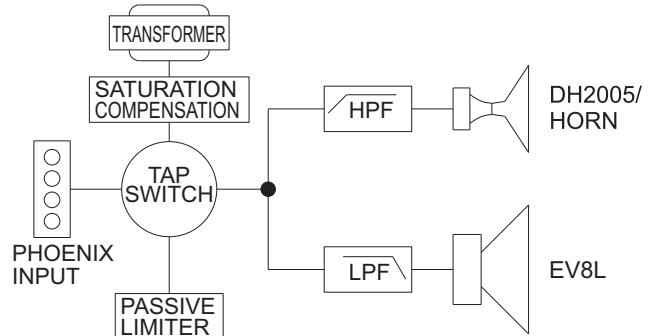 TRANSFORMER
SATURATION
COMPENSATION
TAP
SWITCH
PHOENIX
INPUT
PASSIVE
LIMITER
HPF
DH2005/
HORN
LPF
EV8L